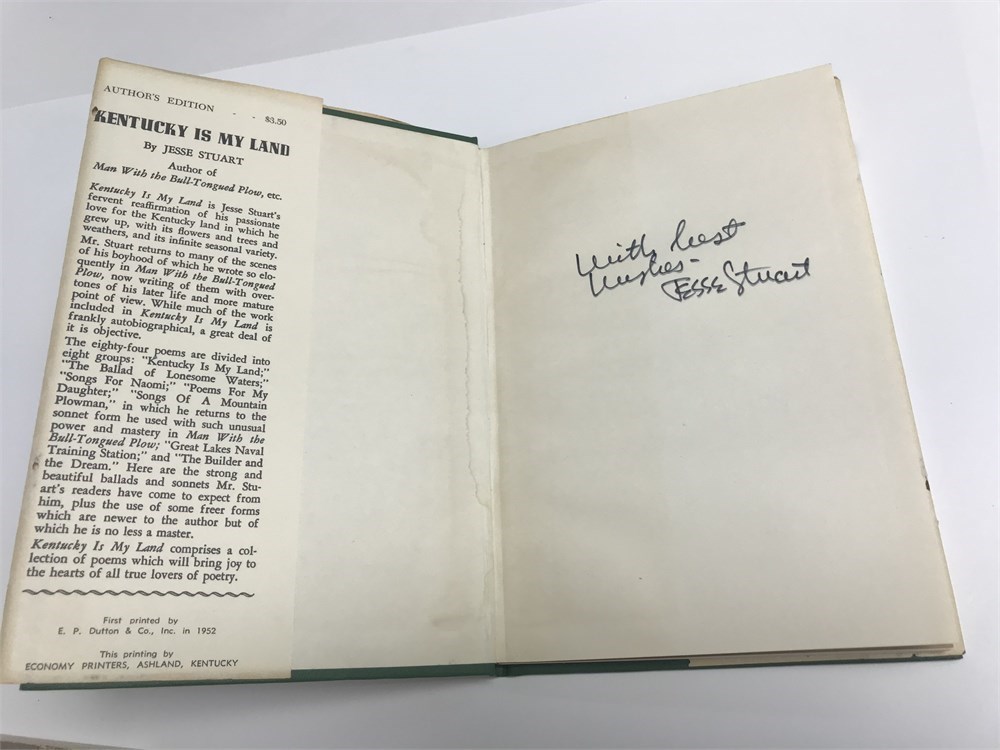 AUTHOR'S EDITION - - $3.50
KENTUCKY IS MY LAND
By JESSE STUART
Author of
Man With the Bull-Tongued Plow, etc.
Kentucky Is My Land is Jesse Stuart's
fervent reaffirmation of his passionate
love for the Kentucky land in which he
grew up, with its flowers and trees and
weathers, and its infinite seasonal variety.
Mr. Stuart returns to many of the scenes
of his boyhood of which he wrote so elo-
quently in Man With the Bull-Tongued
Plow, now writing of them with over-
tones of his later life and more mature
point of view. While much of the work
included in Kentucky Is My Land is
frankly autobiographical, a great deal of
it is objective.
The eighty-four poems are divided into
eight groups: "Kentucky Is My Land;"
"The Ballad of Lonesome Waters;"
"Songs For Naomi;" "Poems For My
Daughter;" "Songs Of A Mountain
Plowman," in which he returns to the
sonnet form he used with such unusual
power and mastery in Man With the
Bull-Tongued Plow; "Great Lakes Naval
Training Station;" and "The Builder and
the Dream." Here are the strong and
beautiful ballads and sonnets Mr. Stu-
art's readers have come to expect from
him, plus the use of some freer forms
which are newer to the author but of
which he is no less a master.
Kentucky Is My Land comprises a col-
lection of poems which will bring joy to
the hearts of all true lovers of poetry.
First printed by
E. P. Dutton & Co., Inc. in 1952
This printing by
ECONOMY PRINTERS, ASHLAND, KENTUCKY
With best
wishes-
Jesse Stuart